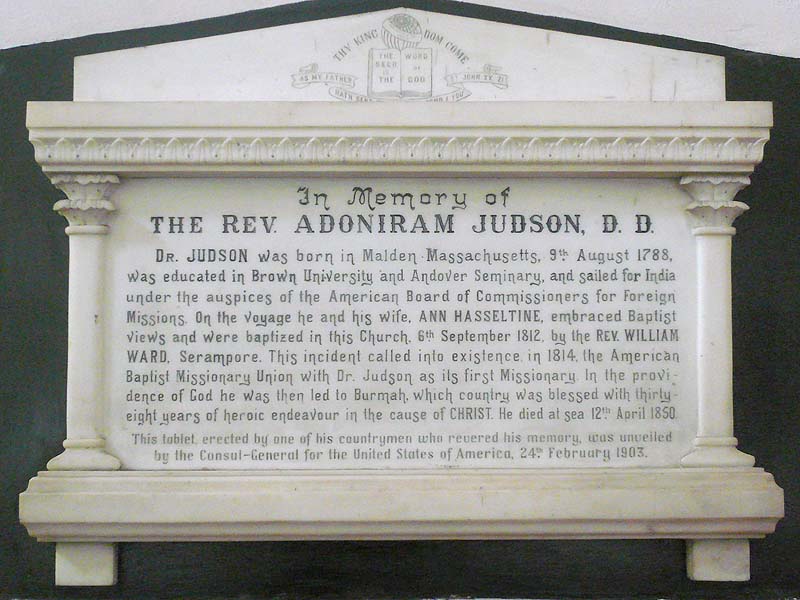 THY KINGDOM COME
THE SEED IS THE WORD OF GOD
AS MY FATHER
ST JOHN XX. 21
HATH SENT
SEND I YOU
In Memory of
THE REV. ADONIRAM JUDSON, D. D.
DR. JUDSON was born in Malden Massachusetts, 9th August 1788,
was educated in Brown University and Andover Seminary, and sailed for India
under the auspices of the American Board of Commissioners for Foreign
Missions. On the voyage he and his wife, ANN HASSELTINE, embraced Baptist
views and were baptized in this Church, 6th September 1812, by the REV. WILLIAM
WARD, Serampore. This incident called into existence, in 1814, the American
Baptist Missionary Union with Dr. Judson as its first Missionary. In the provi-
dence of God he was then led to Burmah, which country was blessed with thirty-
eight years of heroic endeavour in the cause of CHRIST. He died at sea 12th April 1850.
This tablet, erected by one of his countrymen who revered his memory, was unveiled
by the Consul-General for the United States of America, 24th February 1903.